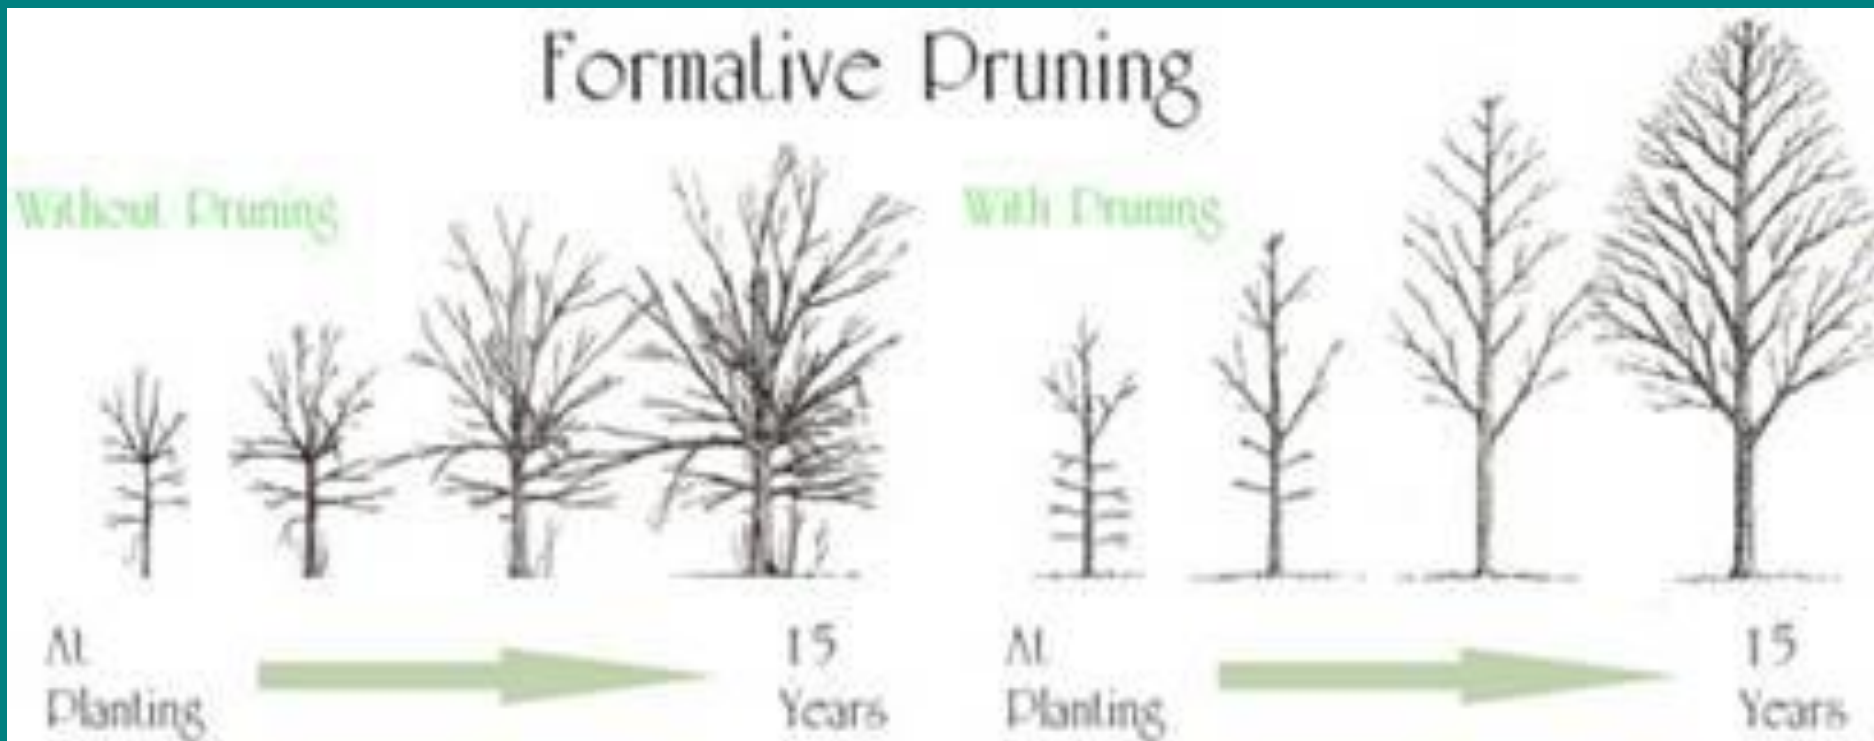 Formative Pruning
Without Pruning
With Pruning
At
Planting
15
Years
At
Planting
15
Years